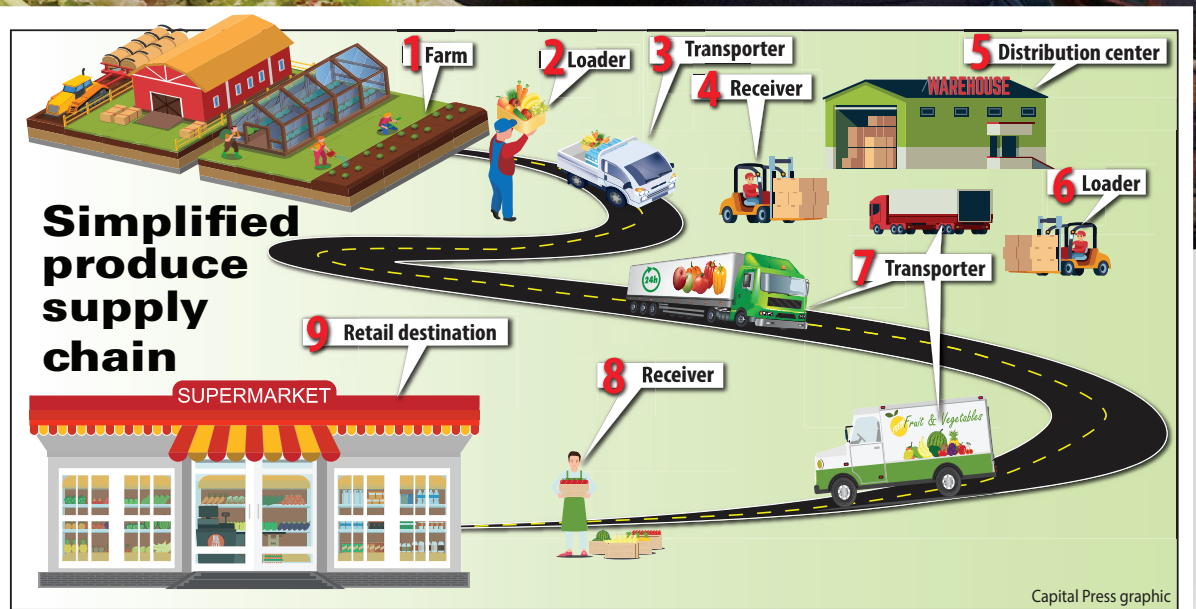 1 Farm
2 Loader
3 Transporter
4 Receiver
5 Distribution center
WAREHOUSE
6 Loader
Simplified
produce
supply
chain
24h
7 Transporter
9 Retail destination
8 Receiver
SUPERMARKET
Fruit & Vegetables
Capital Press graphic